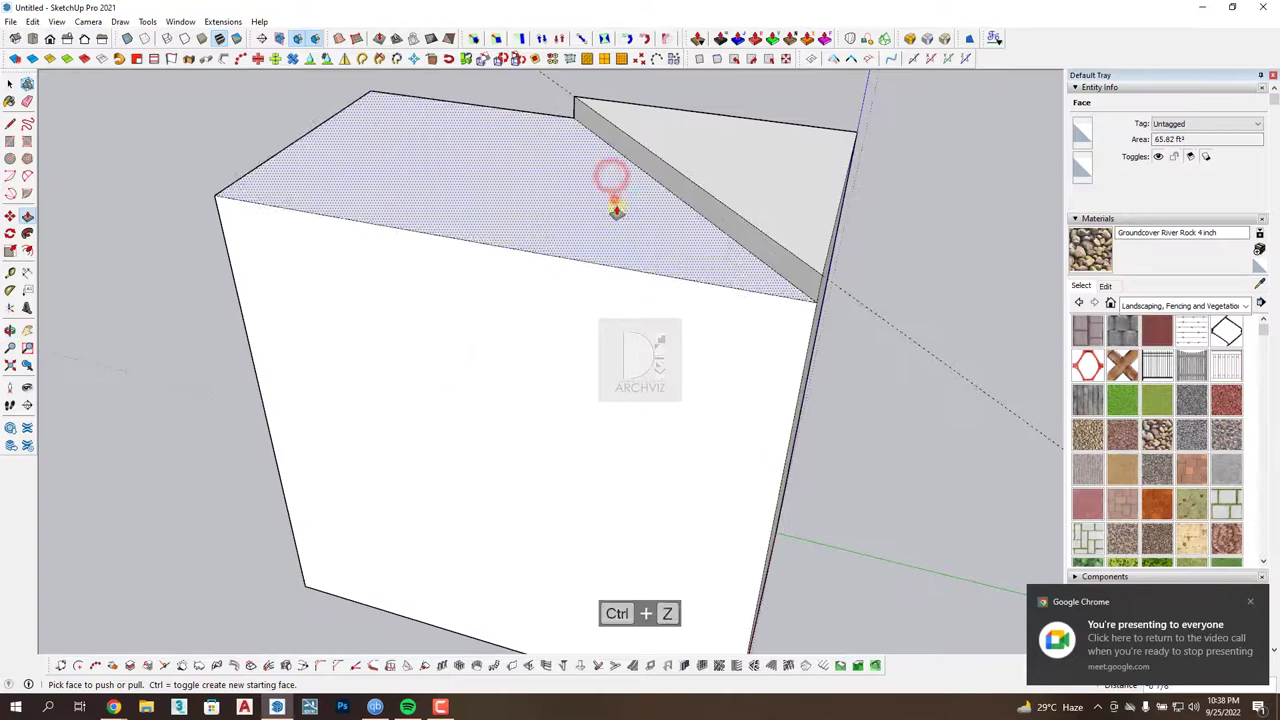 Untitled - SketchUp Pro 2021
File Edit View Camera Draw Tools Window Extensions Help
Default Tray
Entity Info
Face
Tag: Untagged
Area: 65.82 ft²
Toggles:
Materials
Groundcover River Rock 4inch
Select Edit
Landscaping, Fencing and Vegetation
ARCHVIZ
Components
Ctrl + Z
Google Chrome
You're presenting to everyone
Click here to return to the video call
when you're ready to stop presenting
meet.google.com
Pick face to push or pull. Ctrl = toggle create new starting face.
Distance
29°C Haze
10:38 PM
9/25/2022